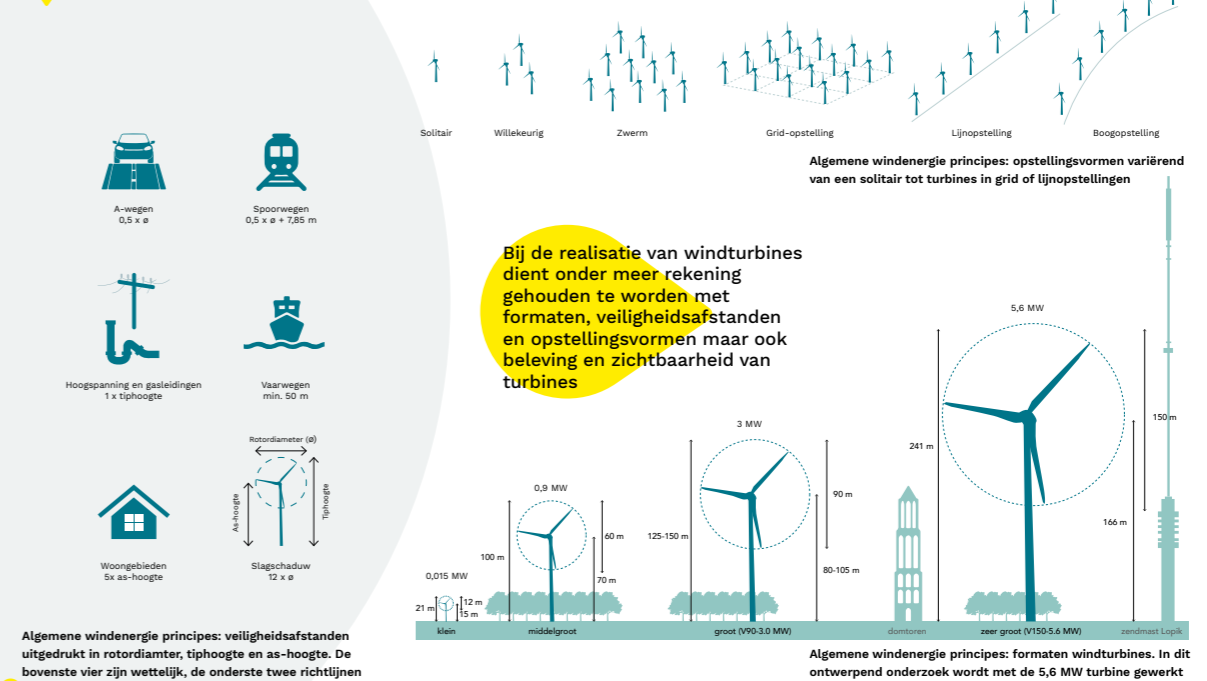 Solitair
Willekeurig
Zwerm
Grid-opstelling
Lijnopstelling
Boogopstelling
Algemene windenergie principes: opstellingsvormen variërend
van een solitair tot turbines in grid of lijnopstellingen
A-wegen
0,5 x ø
Spoorwegen
0,5 x ø + 7,85 m
Hoogspanning en gasleidingen
1 x tiphoogte
Vaarwegen
min. 50 m
Woongebieden
5x as-hoogte
Rotordiameter (Ø)
As-hoogte
Tiphoogte
Slagschaduw
12 x ø
Algemene windenergie principes: veiligheidsafstanden
uitgedrukt in rotordiamter, tiphoogte en as-hoogte. De
bovenste vier zijn wettelijk, de onderste twee richtlijnen
Bij de realisatie van windturbines
dient onder meer rekening
gehouden te worden met
formaten, veiligheidsafstanden
en opstellingsvormen maar ook
beleving en zichtbaarheid van
turbines
0,015 MW
21 m
12 m
15 m
klein
0,9 MW
100 m
60 m
70 m
middelgroot
3 MW
125-150 m
90 m
80-105 m
groot (V90-3.0 MW)
domtoren
5,6 MW
241 m
150 m
166 m
zeer groot (V150-5.6 MW)
zendmast Lopik
Algemene windenergie principes: formaten windturbines. In dit
ontwerpend onderzoek wordt met de 5,6 MW turbine gewerkt